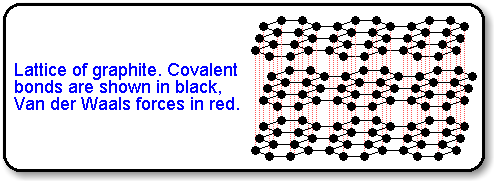 Lattice of graphite. Covalent
bonds are shown in black,
Van der Waals forces in red.